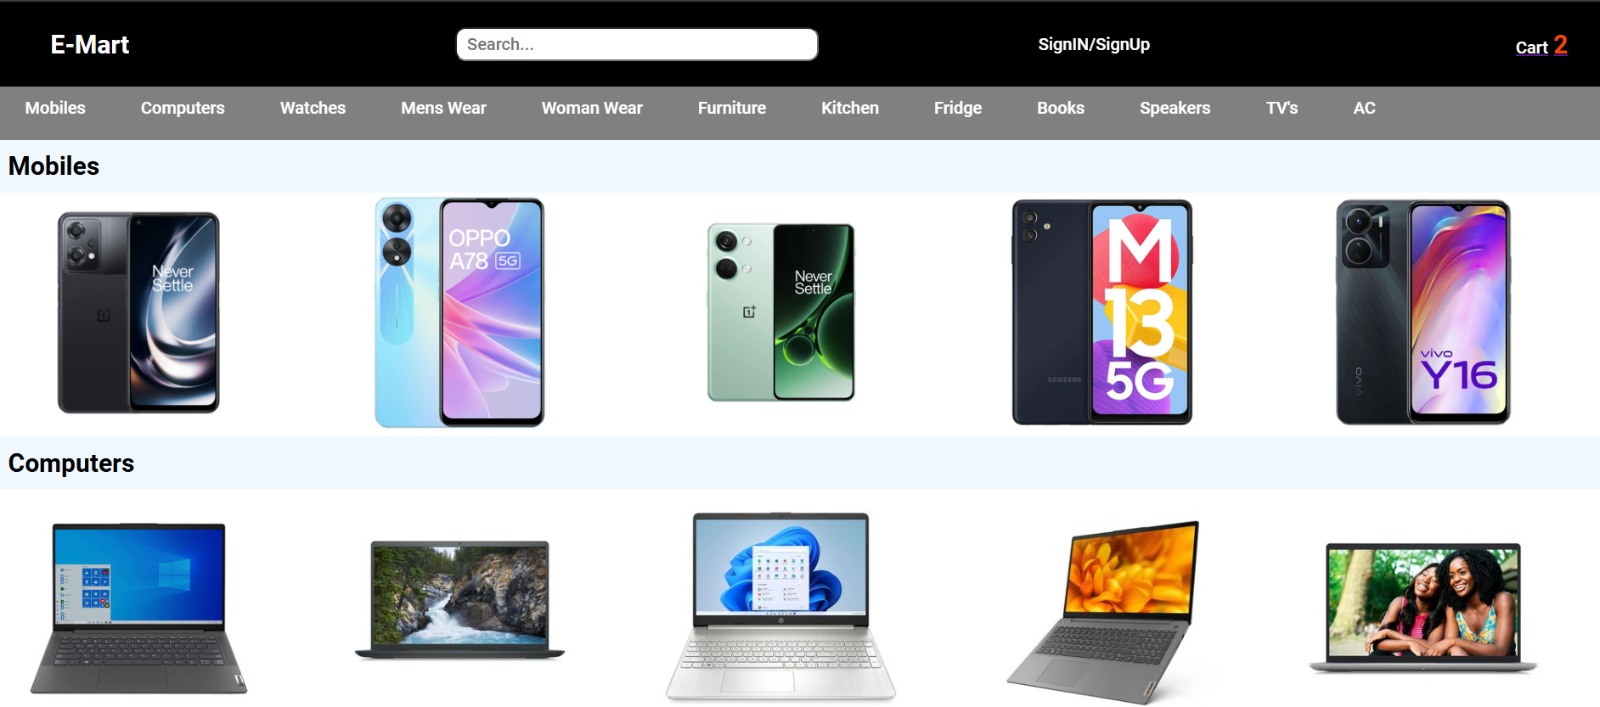 E-Mart
Search...
SignIN/SignUp
Cart 2
Mobiles Computers Watches Mens Wear Woman Wear Furniture Kitchen Fridge Books Speakers TV's AC
Mobiles
Never
Settle
OPPO
A78 5G
Never
Settle
SAMSUNG
M
13
5G
vivo
vivo
Y16
Computers